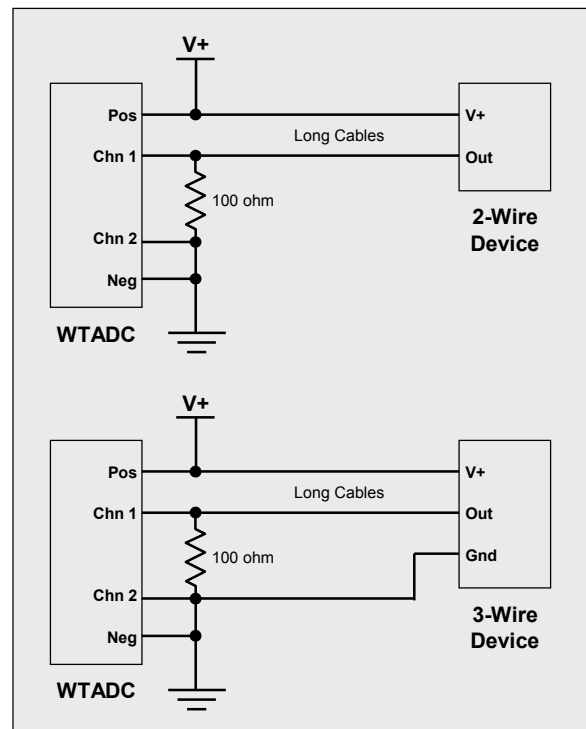 V+
Pos
V+
Long Cables
Chn 1
Out
100 ohm
2-Wire
Device
Chn 2
Neg
WTADC
V+
Pos
V+
Long Cables
Chn 1
Out
100 ohm
Gnd
Chn 2
3-Wire
Device
Neg
WTADC